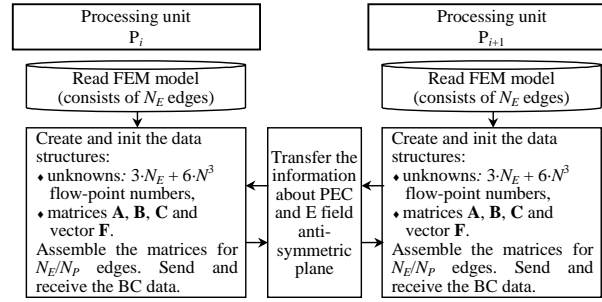 Processing unit
Pi
Processing unit
Pi+1
Read FEM model
(consists of NE edges)
Read FEM model
(consists of NE edges)
Create and init the data
structures:
♦ unknowns: 3·NE + 6·N³
flow-point numbers,
♦ matrices A, B, C and
vector F.
Assemble the matrices for
NE/NP edges. Send and
receive the BC data.
Transfer the
information
about PEC
and E field
anti-
symmetric
plane
Create and init the data
structures:
♦ unknowns: 3·NE + 6·N³
flow-point numbers,
♦ matrices A, B, C and
vector F.
Assemble the matrices for
NE/NP edges. Send and
receive the BC data.